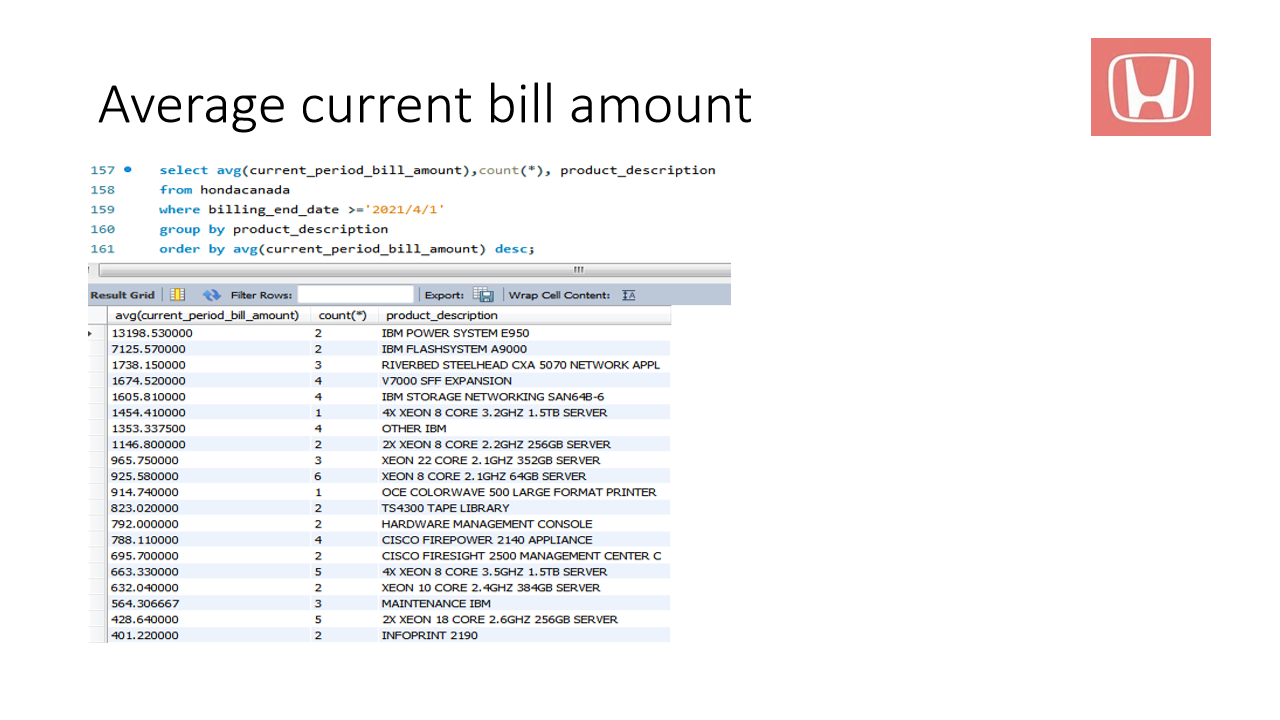 Average current bill amount
157 select avg(current_period_bill_amount),count(*), product_description
158 from hondacanada
159 where billing_end_date >='2021/4/1'
160 group by product_description
161 order by avg(current_period_bill_amount) desc;
Result Grid Filter Rows: Export: Wrap Cell Content:
avg(current_period_bill_amount) count(*) product_description
13198.530000 2 IBM POWER SYSTEM E950
7125.570000 2 IBM FLASHSYSTEM A9000
1738.150000 3 RIVERBED STEELHEAD CXA 5070 NETWORK APPL
1674.520000 4 V7000 SFF EXPANSION
1605.810000 4 IBM STORAGE NETWORKING SAN64B-6
1454.410000 1 4X XEON 8 CORE 3.2GHZ 1.5TB SERVER
1353.337500 4 OTHER IBM
1146.800000 2 2X XEON 8 CORE 2.2GHZ 256GB SERVER
965.750000 3 XEON 22 CORE 2.1GHZ 352GB SERVER
925.580000 6 XEON 8 CORE 2.1GHZ 64GB SERVER
914.740000 1 OCE COLORWAVE 500 LARGE FORMAT PRINTER
823.020000 2 TS4300 TAPE LIBRARY
792.000000 2 HARDWARE MANAGEMENT CONSOLE
788.110000 4 CISCO FIREPOWER 2140 APPLIANCE
695.700000 2 CISCO FIRESIGHT 2500 MANAGEMENT CENTER C
663.330000 5 4X XEON 8 CORE 3.5GHZ 1.5TB SERVER
632.040000 2 XEON 10 CORE 2.4GHZ 384GB SERVER
564.306667 3 MAINTENANCE IBM
428.640000 5 2X XEON 18 CORE 2.6GHZ 256GB SERVER
401.220000 2 INFOPRINT 2190